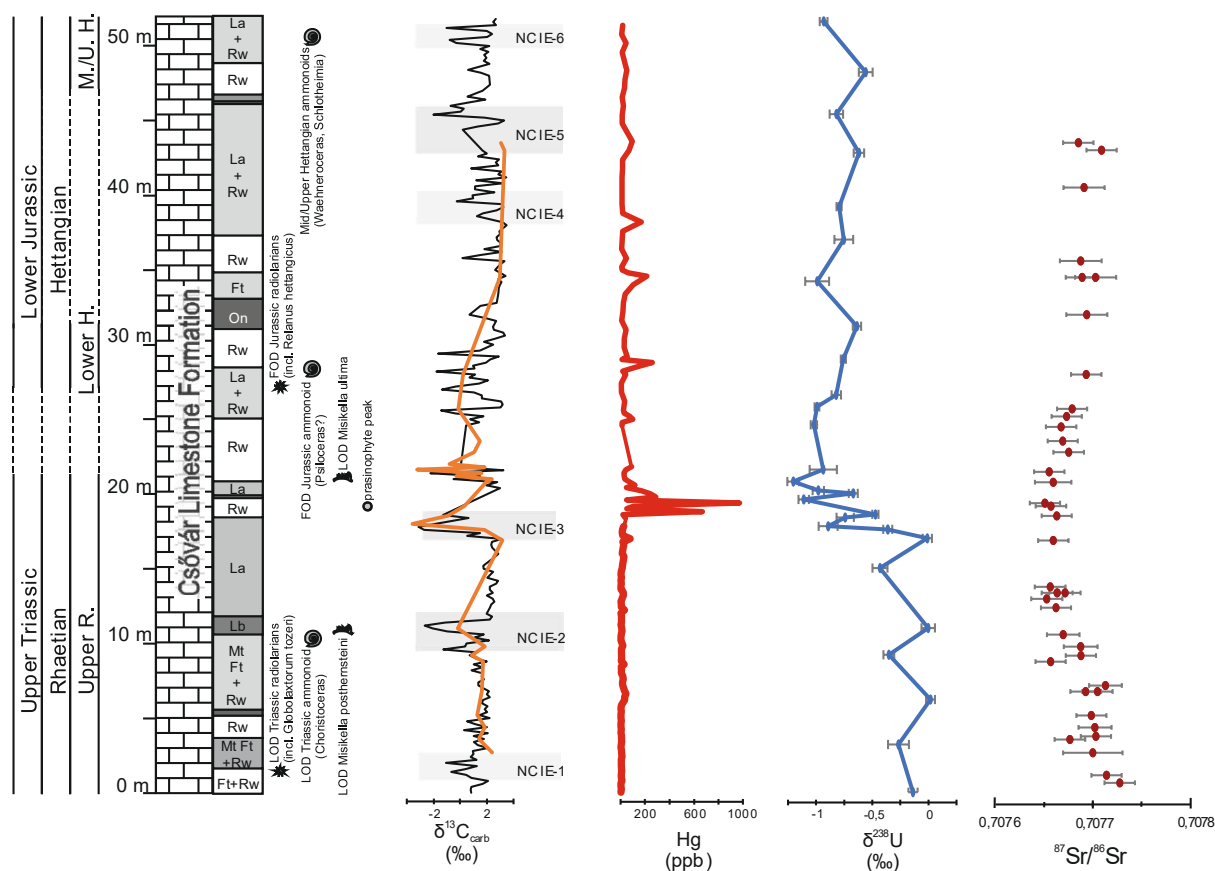 Lower Jurassic
Upper Triassic
Hettangian
Rhaetian
M./U. H.
Lower H.
Upper R.
50 m
40 m
30 m
20 m
10 m
0 m
Csővár Limestone Formation
La
+
Rw
Rw
La
+
Rw
Rw
Ft
On
Rw
La
+
Rw
Rw
La
Rw
La
Lb
Mt
Ft
+
Rw
Rw
Mt Ft
+Rw
Ft+Rw
FOD Jurassic radiolarians
(incl. Relanus hettangicus)
LOD Triassic radiolarians
(incl. Globolaxtorum tozeri)
Mid/Upper Hettangian ammonoids
(Waehneroceras, Schlotheimia)
FOD Jurassic ammonoid
(Psiloceras?)
LOD Triassic ammonoid
(Choristoceras)
LOD Misikella ultima
LOD Misikella posthernsteini
prasinophyte peak
NCIE-6
NCIE-5
NCIE-4
NCIE-3
NCIE-2
NCIE-1
-2 2
δ¹³Ccarb
(‰)
200 600 1000
Hg
(ppb)
-1 -0,5 0
δ²³⁸U
(‰)
0,7076 0,7077 0,7078
⁸⁷Sr/⁸⁶Sr